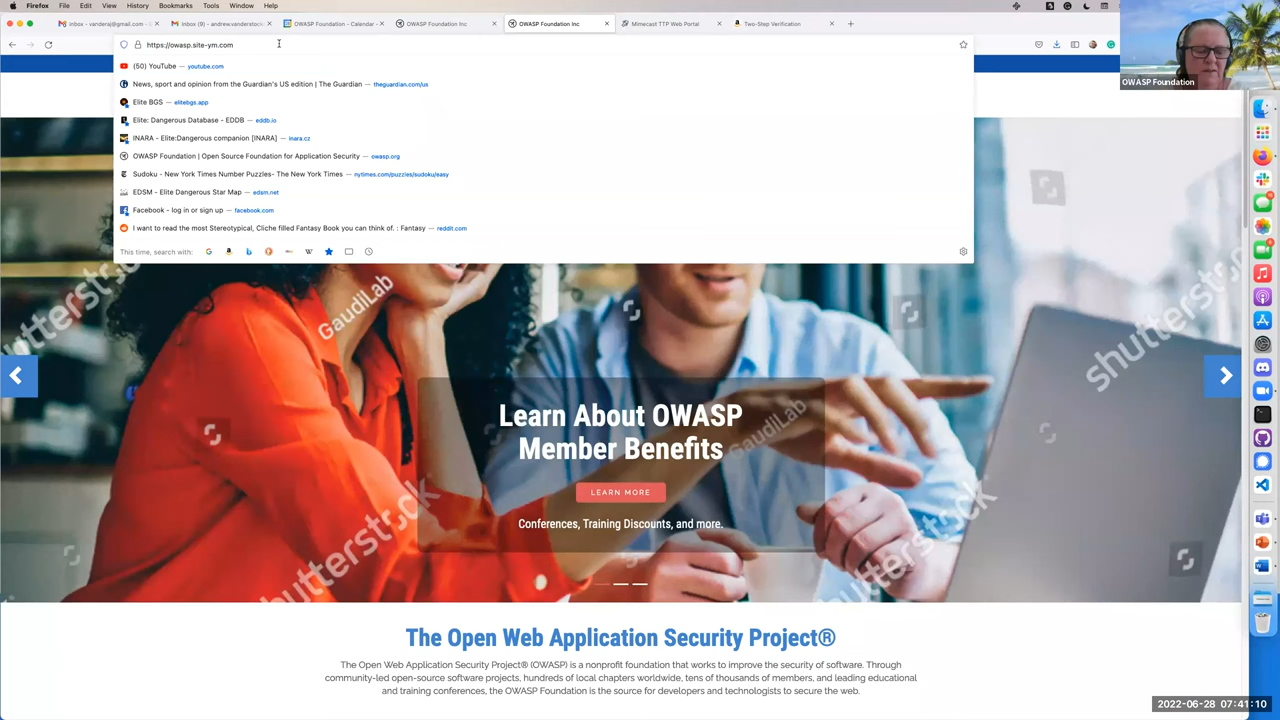 Firefox File Edit View History Bookmarks Tools Window Help
Inbox - vanderaj@gmail.com -
Inbox (9) - andrew.vanderstock
OWASP Foundation - Calendar -
OWASP Foundation Inc
OWASP Foundation Inc
Mimecast TTP Web Portal
Two-Step Verification
https://owasp.site-ym.com
(50) YouTube — youtube.com
News, sport and opinion from the Guardian's US edition | The Guardian — theguardian.com/us
Elite BGS — elitebgs.app
Elite: Dangerous Database - EDDB — eddb.io
INARA - Elite:Dangerous companion [INARA] — inara.cz
OWASP Foundation | Open Source Foundation for Application Security — owasp.org
Sudoku - New York Times Number Puzzles- The New York Times — nytimes.com/puzzles/sudoku/easy
EDSM - Elite Dangerous Star Map — edsm.net
Facebook - log in or sign up — facebook.com
I want to read the most Stereotypical, Cliche filled Fantasy Book you can think of. : Fantasy — reddit.com
This time, search with:
OWASP Foundation
GaudiLab
shutterstock
shutterstock
GaudiLab
Learn About OWASP
Member Benefits
LEARN MORE
Conferences, Training Discounts, and more.
shutterstock
shutterstock
The Open Web Application Security Project®
The Open Web Application Security Project® (OWASP) is a nonprofit foundation that works to improve the security of software. Through
community-led open-source software projects, hundreds of local chapters worldwide, tens of thousands of members, and leading educational
and training conferences, the OWASP Foundation is the source for developers and technologists to secure the web.
2022-06-28 07:41:10